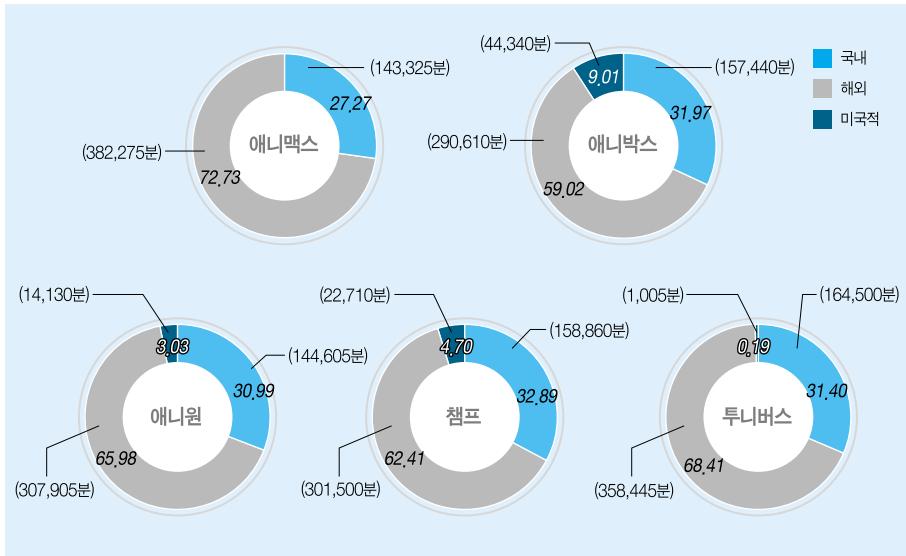 (44,340분)
(143,325분)
(157,440분)
국내
해외
미국적
9.01
27.27
31.97
애니맥스
애니박스
(382,275분)
(290,610분)
72.73
59.02
(14,130분)
(22,710분)
(1,005분)
(164,500분)
(158,860분)
3.03
4.70
0.19
(144,605분)
30.99
32.89
31.40
애니원
챔프
투니버스
65.98
62.41
68.41
(307,905분)
(301,500분)
(358,445분)